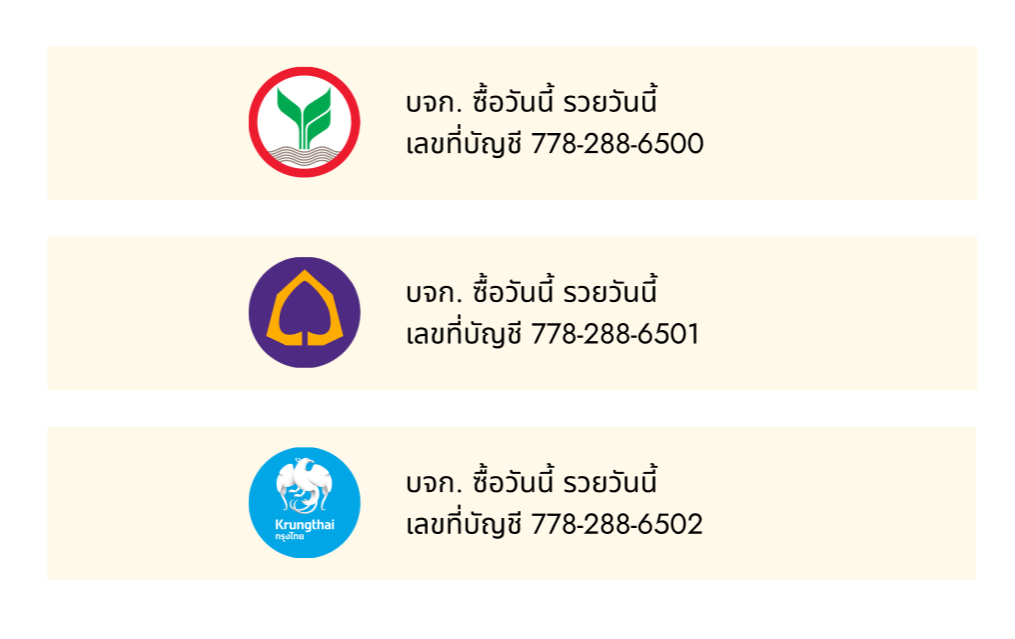 บจก. ซื้อวันนี้ รวยวันนี้
เลขที่บัญชี 778-288-6500
บจก. ซื้อวันนี้ รวยวันนี้
เลขที่บัญชี 778-288-6501
Krungthai
กรุงไทย
บจก. ซื้อวันนี้ รวยวันนี้
เลขที่บัญชี 778-288-6502